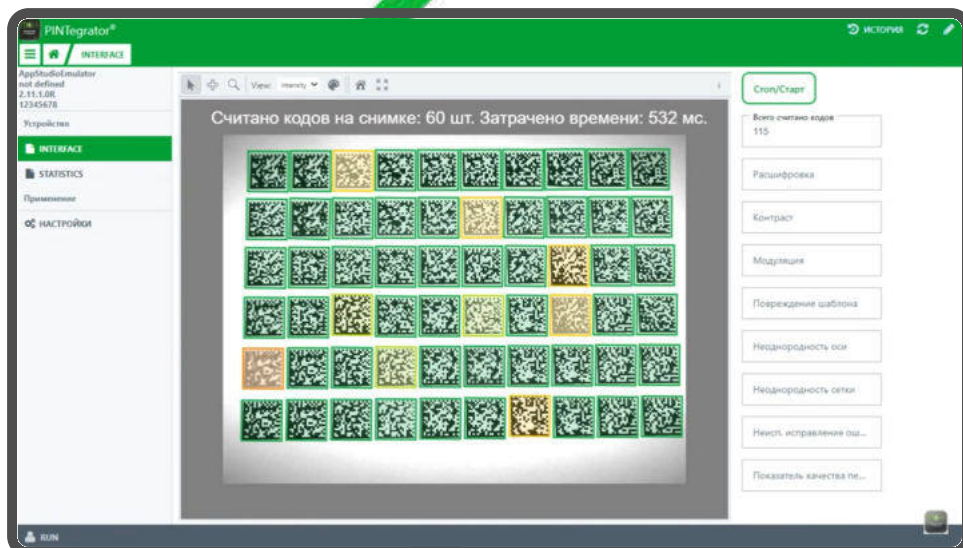 PINTegrator®
ИСТОРИЯ
INTERFACE
AppStudioEmulator
not defined
2.11.1.0R
12345678
View: Intensity
Стоп/Старт
Считано кодов на снимке: 60 шт. Затрачено времени: 532 мс.
Всего считано кодов
115
Устройство
INTERFACE
STATISTICS
Применение
НАСТРОЙКИ
Расшифровка
Контраст
Модуляция
Повреждение шаблона
Неоднородность оси
Неоднородность сетки
Неисп. исправление ош...
Показатель качества пе...
RUN